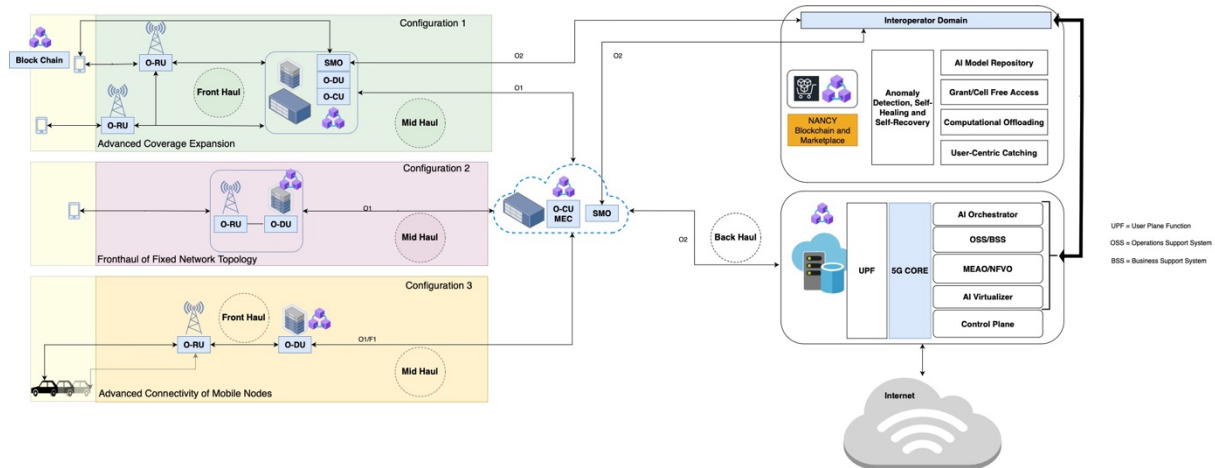 Configuration 1
Block Chain
O-RU
O-RU
Front Haul
SMO
O-DU
O-CU
Mid Haul
Advanced Coverage Expansion
O2
O1
O2
Configuration 2
O-RU
O-DU
O1
Mid Haul
Fronthaul of Fixed Network Topology
O-CU
MEC
SMO
Configuration 3
Front Haul
O-RU
O-DU
O1/F1
Mid Haul
Advanced Connectivity of Mobile Nodes
O2
Back Haul
Interoperator Domain
NANCY
Blockchain and
Marketplace
Anomaly
Detection, Self-
Healing and
Self-Recovery
AI Model Repository
Grant/Cell Free Access
Computational Offloading
User-Centric Catching
UPF
5G CORE
AI Orchestrator
OSS/BSS
MEAO/NFVO
AI Virtualizer
Control Plane
Internet
UPF = User Plane Function
OSS = Operations Support System
BSS = Business Support System